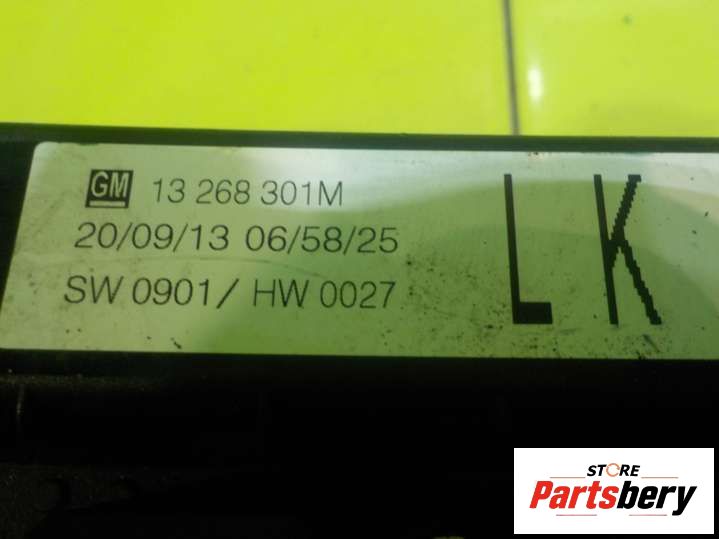 GM 13 268 301M
20/09/13 06/58/25
SW 0901/ HW 0027
LK
STORE
Partsbery